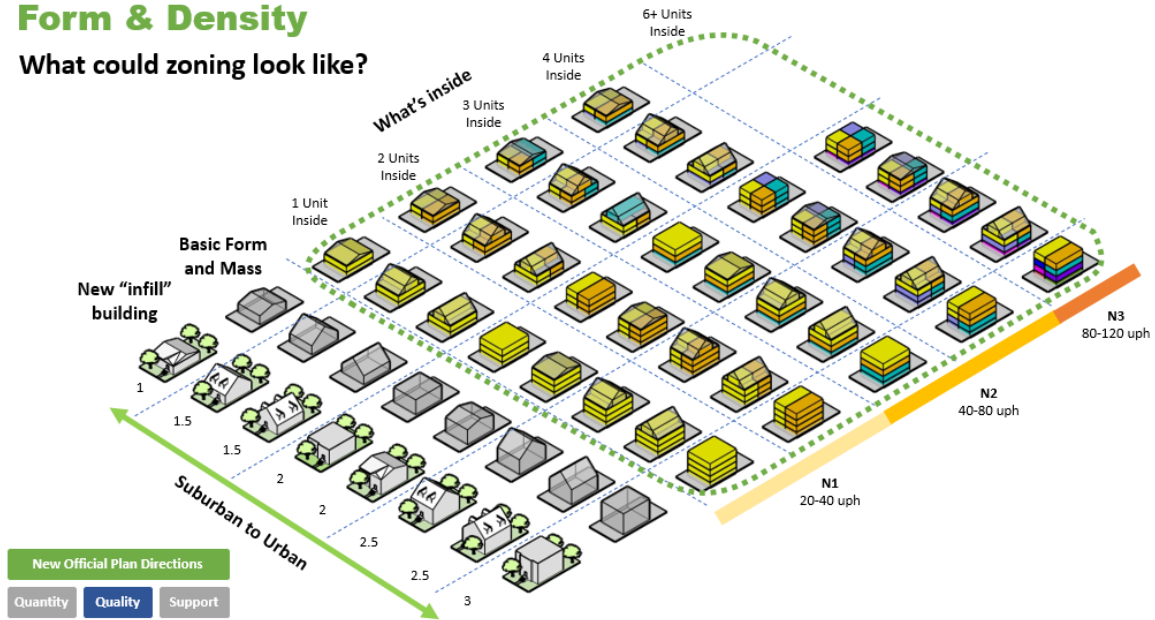 Form & Density
What could zoning look like?
6+ Units
Inside
4 Units
Inside
What's inside
3 Units
Inside
2 Units
Inside
1 Unit
Inside
Basic Form
and Mass
New "infill"
building
1
1.5
1.5
2
2
2.5
2.5
3
Suburban to Urban
N3
80-120 uph
N2
40-80 uph
N1
20-40 uph
New Official Plan Directions
Quantity
Quality
Support